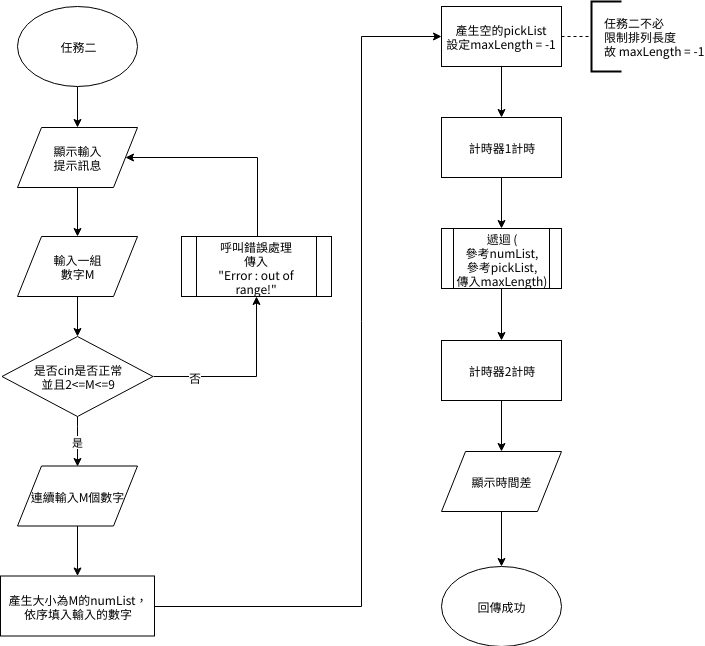 任務二
顯示輸入
提示訊息
輸入一組
數字M
呼叫錯誤處理
傳入
"Error : out of
range!"
是否cin是否正常
並且2<=M<=9
否
是
連續輸入M個數字
產生大小為M的numList，
依序填入輸入的數字
產生空的pickList
設定maxLength = -1
任務二不必
限制排列長度
故 maxLength = -1
計時器1計時
遞迴 (
參考numList,
參考pickList,
傳入maxLength)
計時器2計時
顯示時間差
回傳成功